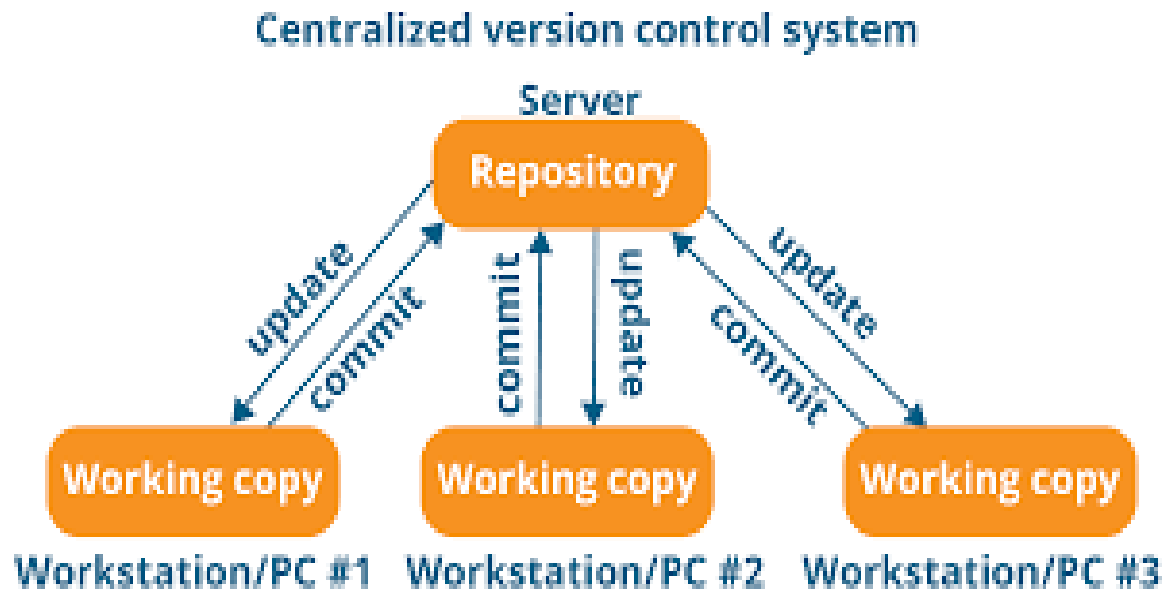 Centralized version control system
Server
Repository
update
commit
commit
update
update
commit
Working copy
Working copy
Working copy
Workstation/PC #1
Workstation/PC #2
Workstation/PC #3